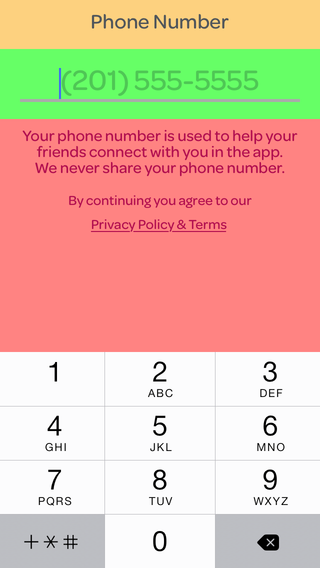 Phone Number
(201) 555-5555
Your phone number is used to help your
friends connect with you in the app.
We never share your phone number.
By continuing you agree to our
Privacy Policy & Terms
1 2 3
ABC DEF
4 5 6
GHI JKL MNO
7 8 9
PQRS TUV WXYZ
+*# 0